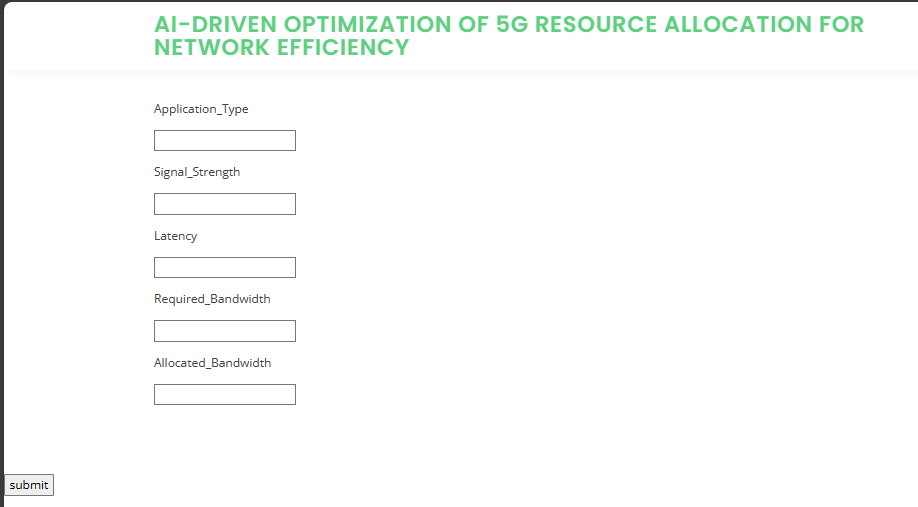 AI-DRIVEN OPTIMIZATION OF 5G RESOURCE ALLOCATION FOR
NETWORK EFFICIENCY
Application_Type
Signal_Strength
Latency
Required_Bandwidth
Allocated_Bandwidth
submit